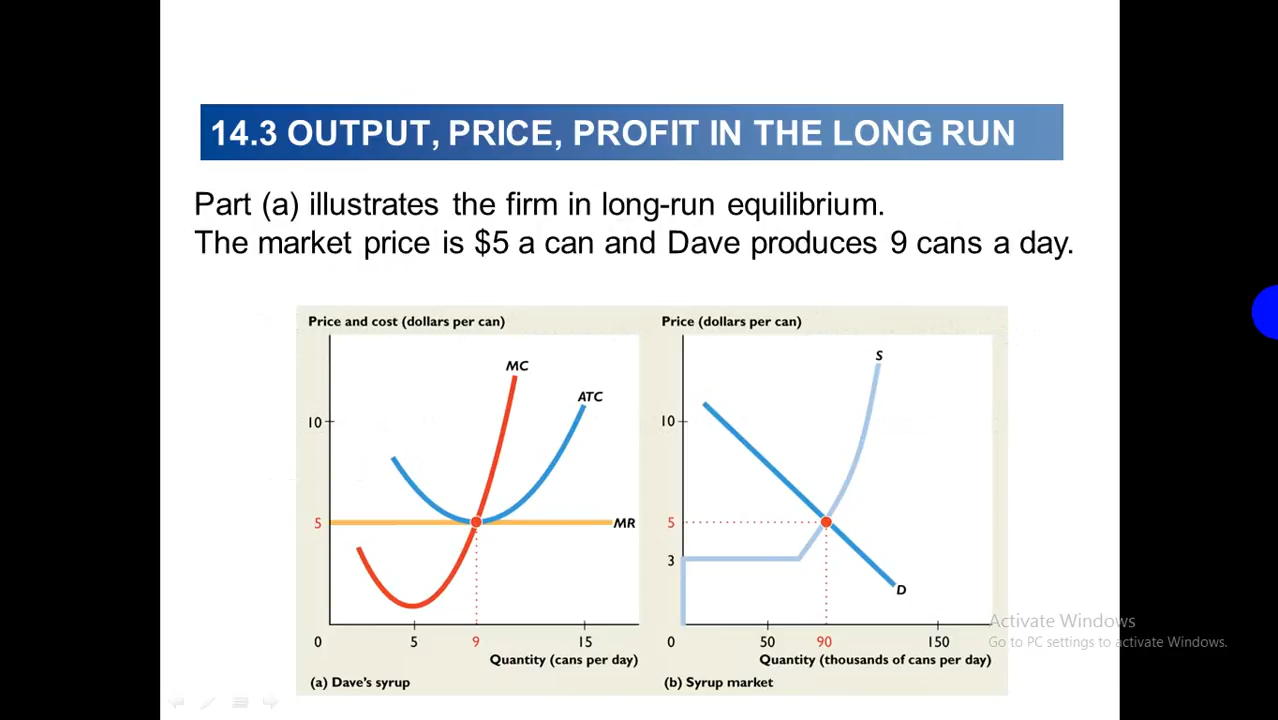 14.3 OUTPUT, PRICE, PROFIT IN THE LONG RUN
Part (a) illustrates the firm in long-run equilibrium.
The market price is $5 a can and Dave produces 9 cans a day.
Price and cost (dollars per can)
MC
ATC
10
5
MR
0
5
9
15
Quantity (cans per day)
(a) Dave's syrup
Price (dollars per can)
S
10
5
3
D
0
50
90
150
Quantity (thousands of cans per day)
(b) Syrup market
Activate Windows
Go to PC settings to activate Windows.